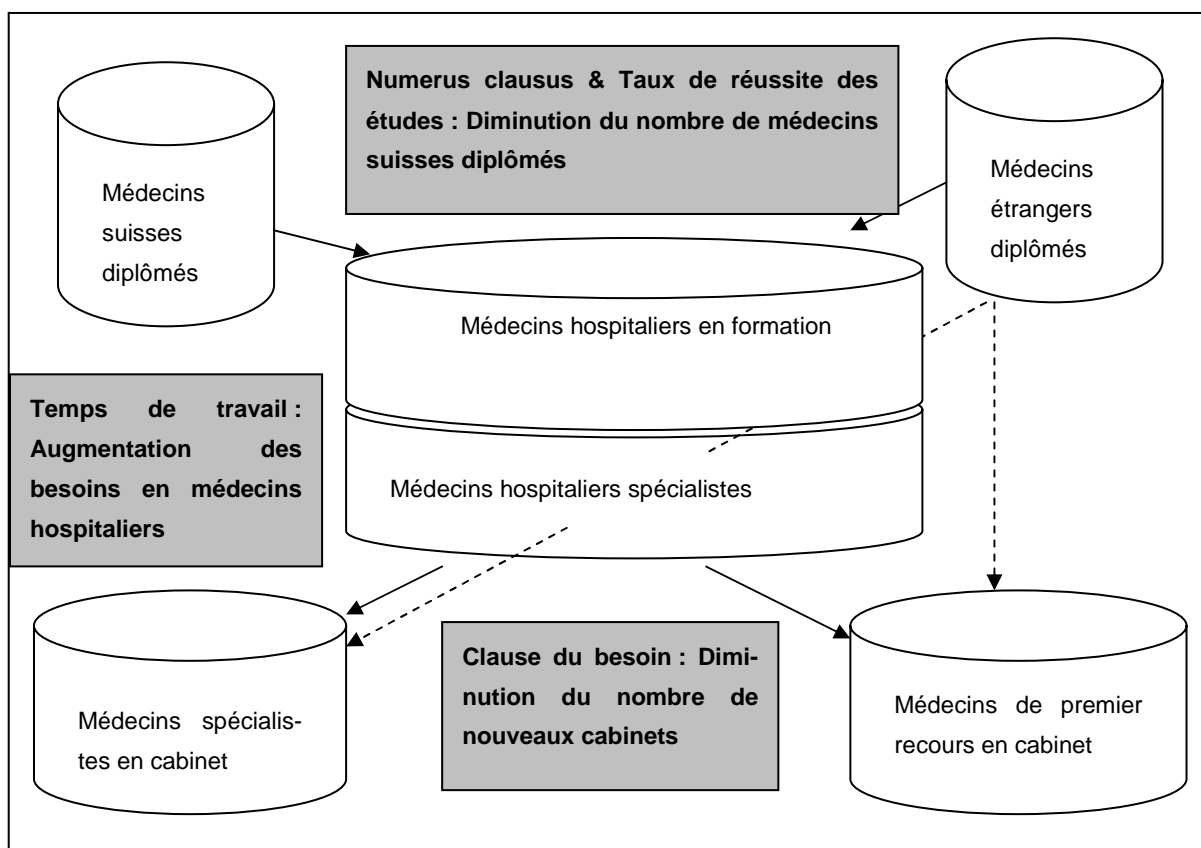 Numerus clausus & Taux de réussite des
études : Diminution du nombre de médecins
suisses diplômés
Médecins
suisses
diplômés
Médecins
étrangers
diplômés
Médecins hospitaliers en formation
Temps de travail :
Augmentation des
besoins en médecins
hospitaliers
Médecins hospitaliers spécialistes
Clause du besoin : Dimi-
nution du nombre de
nouveaux cabinets
Médecins spécialis-
tes en cabinet
Médecins de premier
recours en cabinet